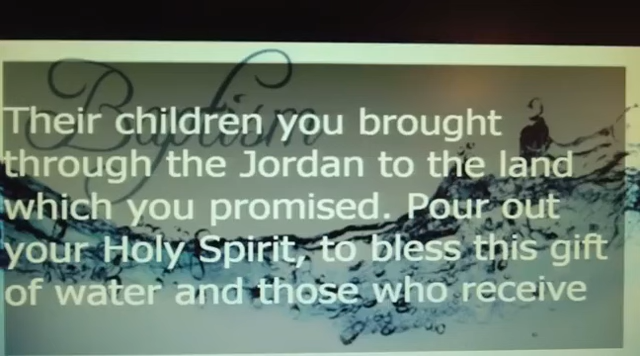 Baptism
Their children you brought
through the Jordan to the land
which you promised. Pour out
your Holy Spirit, to bless this gift
of water and those who receive